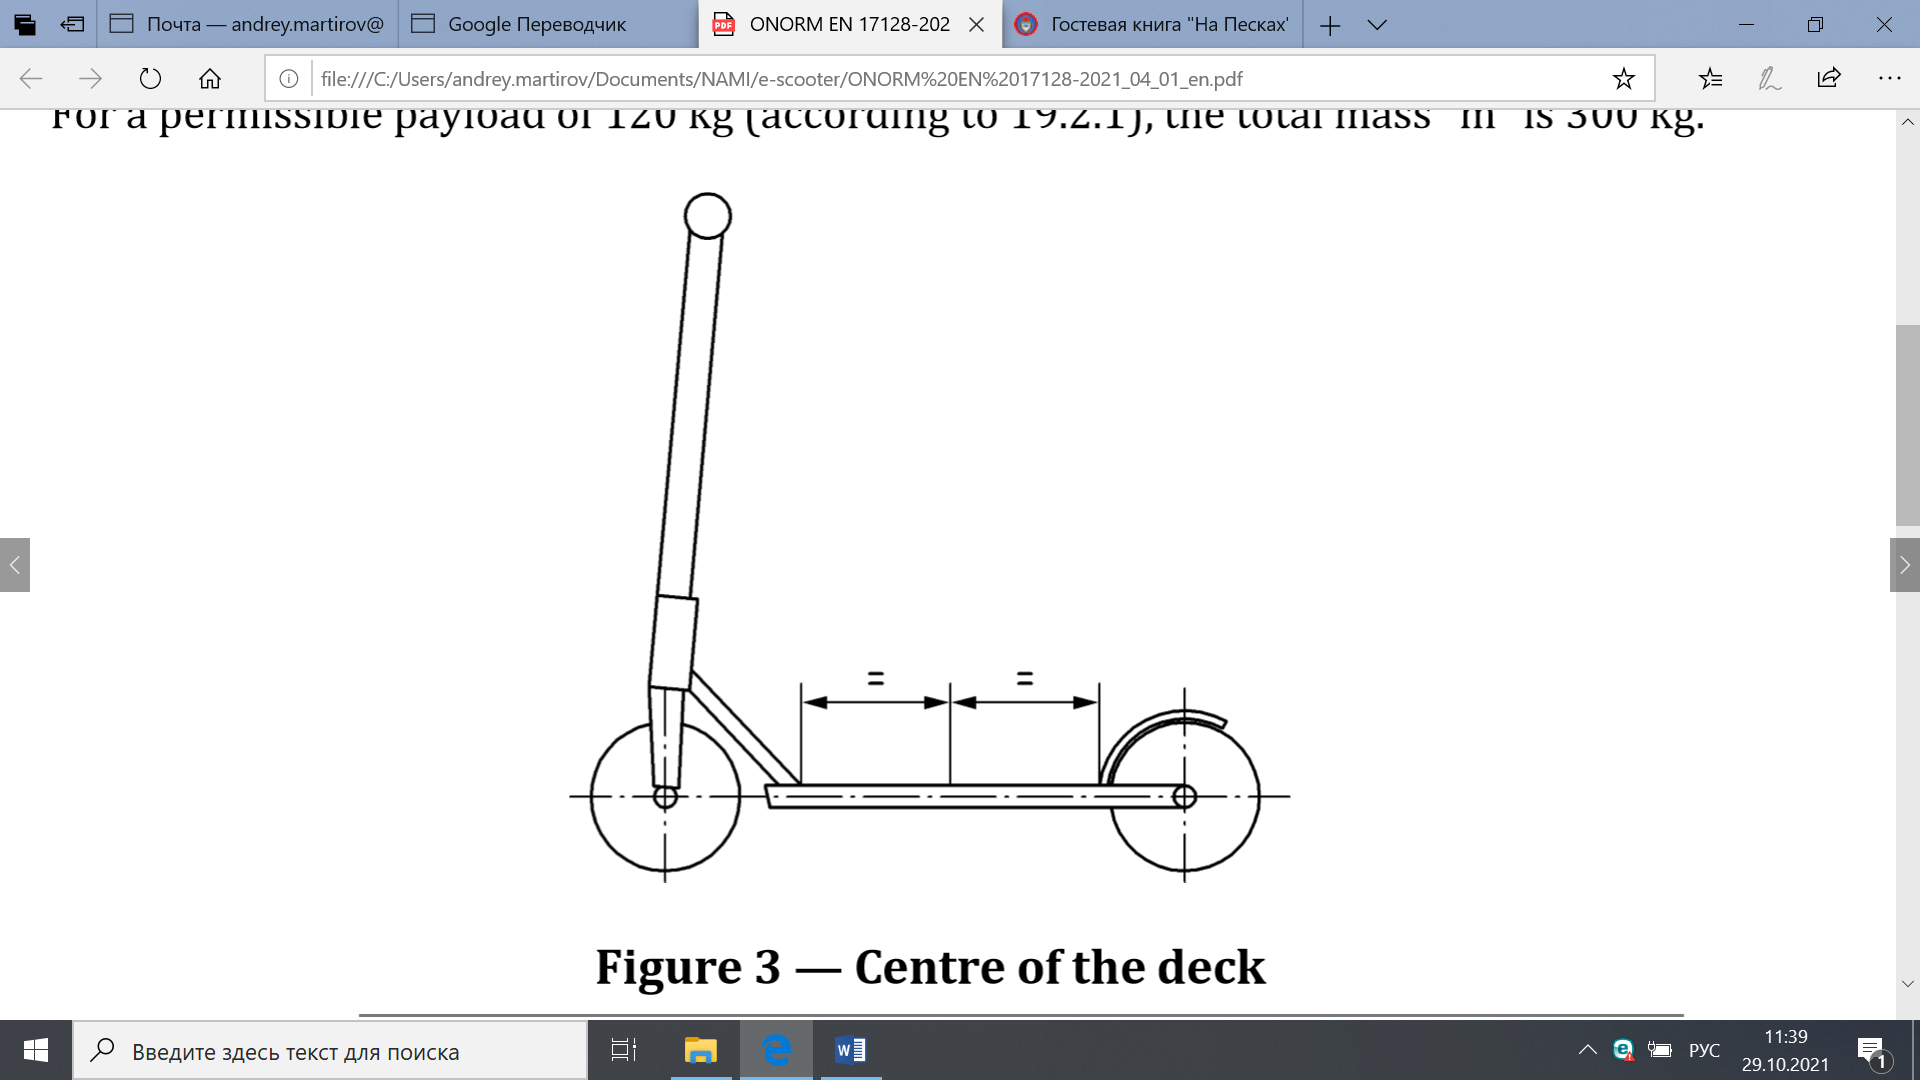 Почта — andrey.martirov@
Google Переводчик
ONORM EN 17128-202
Гостевая книга "На Песках"
file:///C:/Users/andrey.martirov/Documents/NAMI/e-scooter/ONORM%20EN%2017128-2021_04_01_en.pdf
For a permissible payload of 120 kg (according to 19.2.1), the total mass "m" is 300 kg.
= =
Figure 3 — Centre of the deck
Введите здесь текст для поиска
РУС
11:39
29.10.2021
1